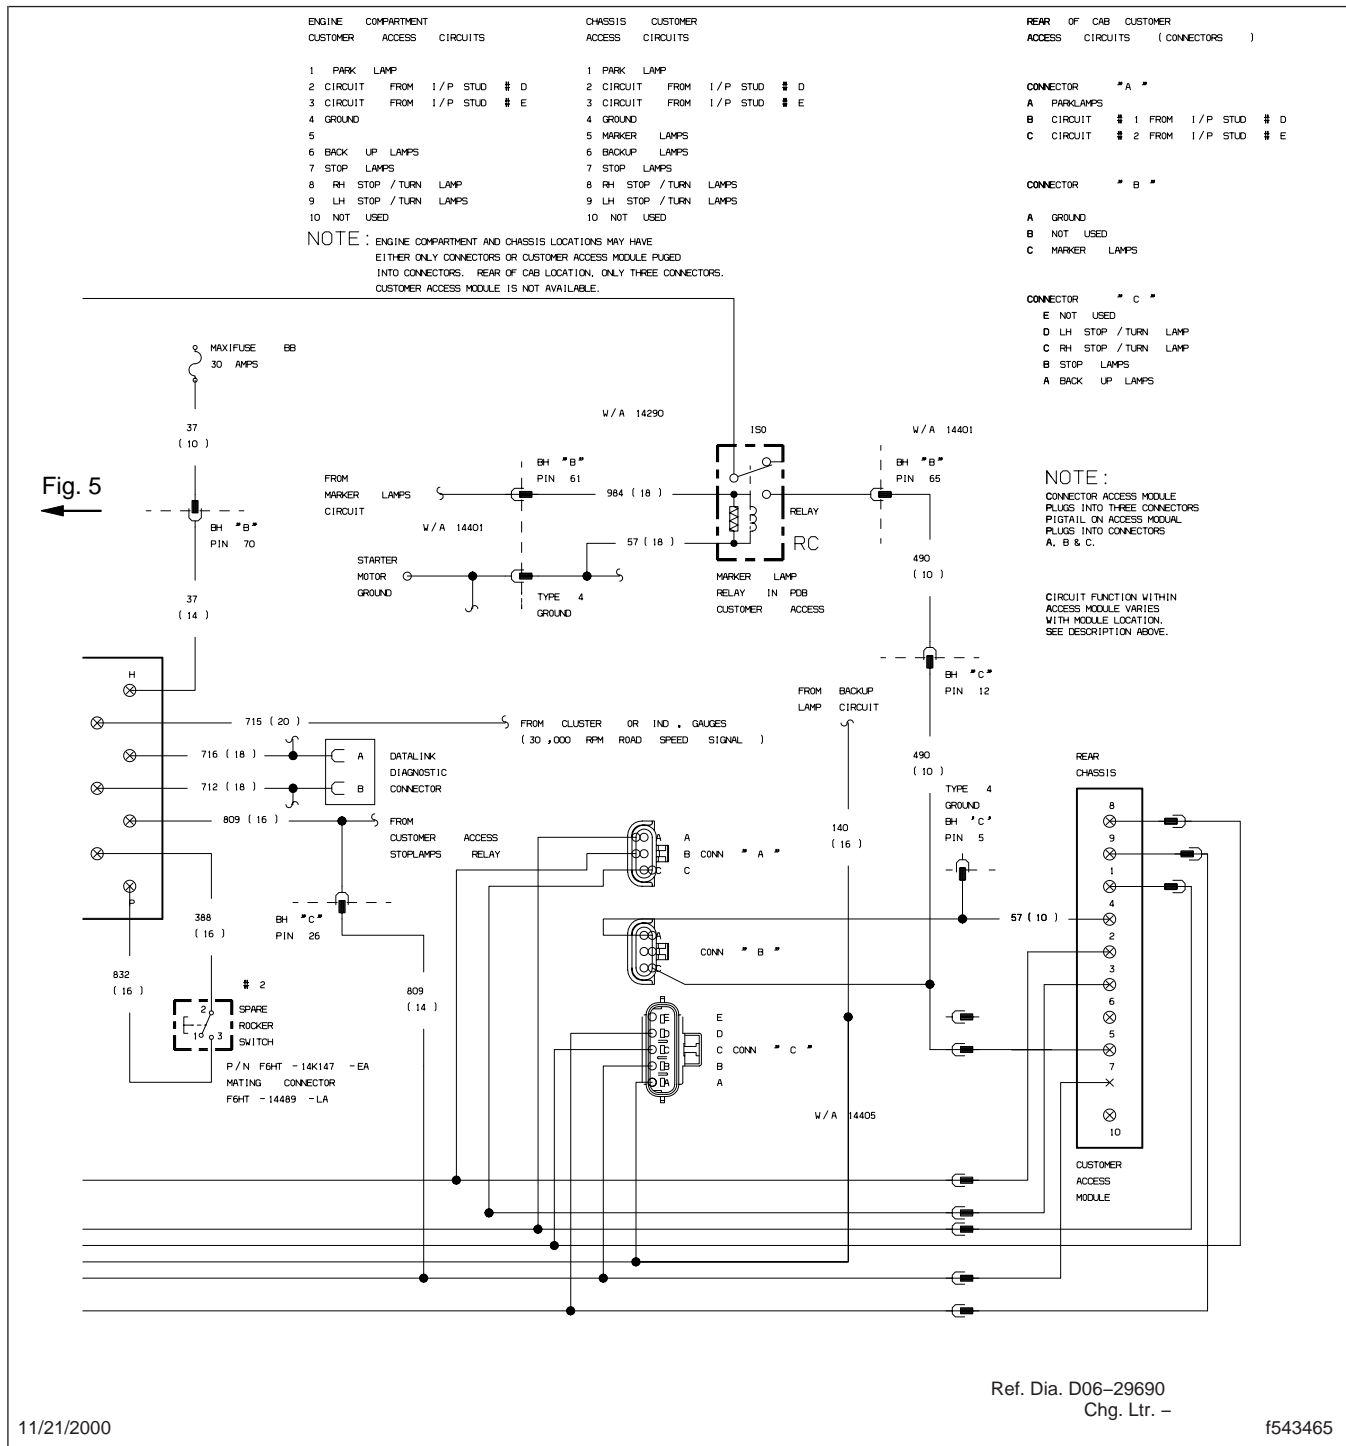 ENGINE COMPARTMENT
CUSTOMER ACCESS CIRCUITS
1 PARK LAMP
2 CIRCUIT FROM I/P STUD # D
3 CIRCUIT FROM I/P STUD # E
4 GROUND
5
6 BACK UP LAMPS
7 STOP LAMPS
8 RH STOP /TURN LAMP
9 LH STOP /TURN LAMPS
10 NOT USED
CHASSIS CUSTOMER
ACCESS CIRCUITS
1 PARK LAMP
2 CIRCUIT FROM I/P STUD # D
3 CIRCUIT FROM I/P STUD # E
4 GROUND
5 MARKER LAMPS
6 BACKUP LAMPS
7 STOP LAMPS
8 RH STOP /TURN LAMPS
9 LH STOP /TURN LAMPS
10 NOT USED
NOTE: ENGINE COMPARTMENT AND CHASSIS LOCATIONS MAY HAVE
EITHER ONLY CONNECTORS OR CUSTOMER ACCESS MODULE PUGED
INTO CONNECTORS. REAR OF CAB LOCATION, ONLY THREE CONNECTORS.
CUSTOMER ACCESS MODULE IS NOT AVAILABLE.
REAR OF CAB CUSTOMER
ACCESS CIRCUITS (CONNECTORS )
CONNECTOR "A "
A PARKLAMPS
B CIRCUIT # 1 FROM I/P STUD # D
C CIRCUIT # 2 FROM I/P STUD # E
CONNECTOR " B "
A GROUND
B NOT USED
C MARKER LAMPS
CONNECTOR " C "
E NOT USED
D LH STOP /TURN LAMP
C RH STOP /TURN LAMP
B STOP LAMPS
A BACK UP LAMPS
MAXIFUSE BB
30 AMPS
37
( 10 )
Fig. 5
BH "B"
PIN 70
37
( 14 )
W/A 14290
ISO
W/A 14401
FROM
MARKER LAMPS
CIRCUIT
BH "B"
PIN 61
984 ( 18 )
BH "B"
PIN 65
W/A 14401
57 ( 18 )
RELAY
RC
STARTER
MOTOR
GROUND
TYPE 4
GROUND
MARKER LAMP
RELAY IN PDB
CUSTOMER ACCESS
490
( 10 )
NOTE:
CONNECTOR ACCESS MODULE
PLUGS INTO THREE CONNECTORS
PIGTAIL ON ACCESS MODUAL
PLUGS INTO CONNECTORS
A, B & C.
CIRCUIT FUNCTION WITHIN
ACCESS MODULE VARIES
WITH MODULE LOCATION.
SEE DESCRIPTION ABOVE.
H
BH "C"
PIN 12
FROM BACKUP
LAMP CIRCUIT
715 ( 20 )
FROM CLUSTER OR IND . GAUGES
( 30 ,000 RPM ROAD SPEED SIGNAL )
716 ( 18 )
A
DATALINK
DIAGNOSTIC
CONNECTOR
712 ( 18 )
B
809 ( 16 )
FROM
CUSTOMER ACCESS
STOPLAMPS RELAY
490
( 10 )
TYPE 4
GROUND
BH 'C"
PIN 5
REAR
CHASSIS
8
9
1
4
2
3
6
5
7
10
140
( 16 )
A A
B B CONN " A "
C C
P
388
( 16 )
BH "C"
PIN 26
57 ( 10 )
A
C
CONN " B "
832
( 16 )
# 2
2
1
3
SPARE
ROCKER
SWITCH
809
( 14 )
E E
D D
C C CONN " C "
B B
A A
P/N F6HT -14K147 -EA
MATING CONNECTOR
F6HT -14489 -LA
W/A 14405
CUSTOMER
ACCESS
MODULE
Ref. Dia. D06–29690
Chg. Ltr. –
11/21/2000
f543465